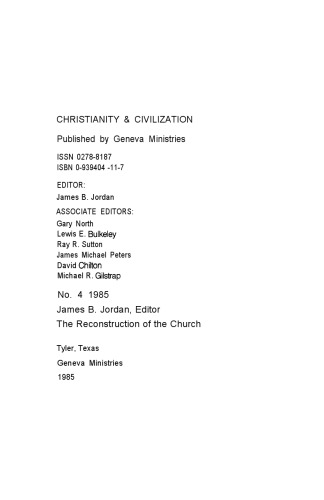 CHRISTIANITY & CIVILIZATION
Published by Geneva Ministries
ISSN 0278-8187
ISBN 0-939404 -11-7
EDITOR:
James B. Jordan
ASSOCIATE EDITORS:
Gary North
Lewis E. Bulkeley
Ray R. Sutton
James Michael Peters
David Chilton
Michael R. Gilstrap
No. 4 1985
James B. Jordan, Editor
The Reconstruction of the Church
Tyler, Texas
Geneva Ministries
1985